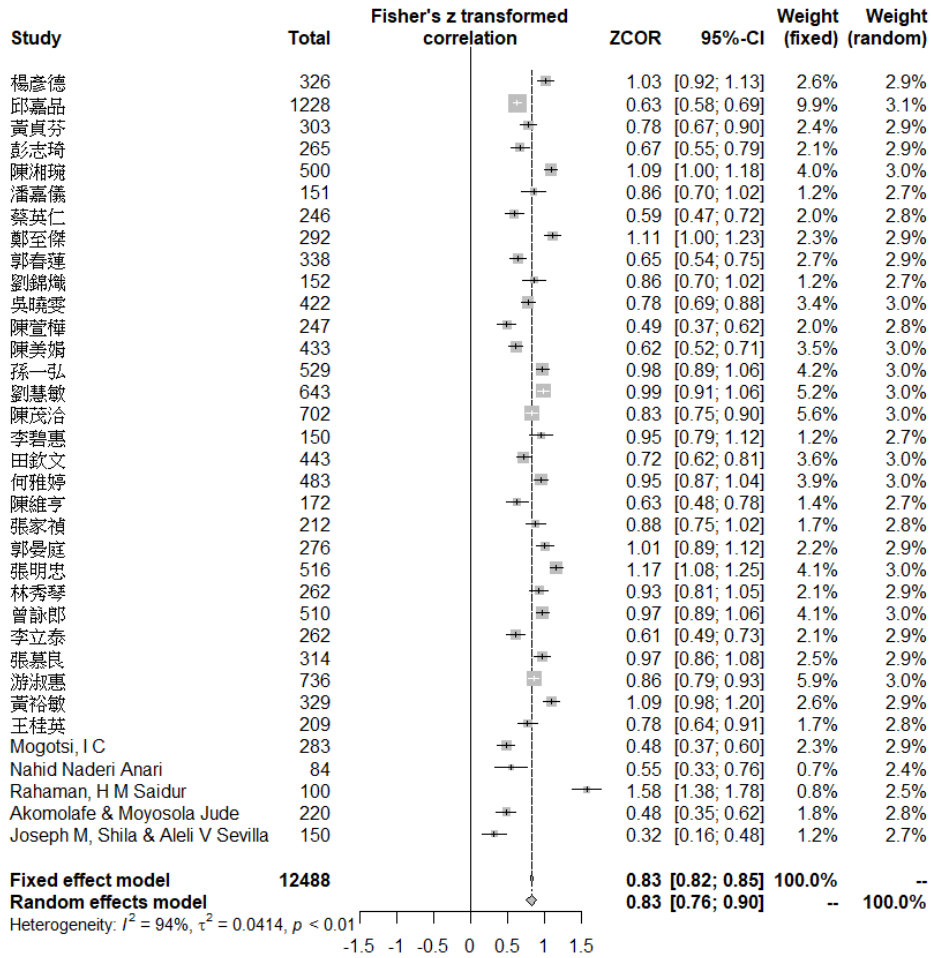 Fisher's z transformed Weight Weight
Study Total correlation ZCOR 95%-CI (fixed) (random)
楊彥德 326 1.03 [0.92; 1.13] 2.6% 2.9%
邱嘉品 1228 0.63 [0.58; 0.69] 9.9% 3.1%
黃貞芬 303 0.78 [0.67; 0.90] 2.4% 2.9%
彭志琦 265 0.67 [0.55; 0.79] 2.1% 2.9%
陳湘琬 500 1.09 [1.00; 1.18] 4.0% 3.0%
潘嘉儀 151 0.86 [0.70; 1.02] 1.2% 2.7%
蔡英仁 246 0.59 [0.47; 0.72] 2.0% 2.8%
鄭至傑 292 1.11 [1.00; 1.23] 2.3% 2.9%
郭春蓮 338 0.65 [0.54; 0.75] 2.7% 2.9%
劉錦熾 152 0.86 [0.70; 1.02] 1.2% 2.7%
吳曉雯 422 0.78 [0.69; 0.88] 3.4% 3.0%
陳萱樺 247 0.49 [0.37; 0.62] 2.0% 2.8%
陳美娟 433 0.62 [0.52; 0.71] 3.5% 3.0%
孫一弘 529 0.98 [0.89; 1.06] 4.2% 3.0%
劉慧敏 643 0.99 [0.91; 1.06] 5.2% 3.0%
陳茂洽 702 0.83 [0.75; 0.90] 5.6% 3.0%
李碧惠 150 0.95 [0.79; 1.12] 1.2% 2.7%
田欽文 443 0.72 [0.62; 0.81] 3.6% 3.0%
何雅婷 483 0.95 [0.87; 1.04] 3.9% 3.0%
陳維亨 172 0.63 [0.48; 0.78] 1.4% 2.7%
張家禎 212 0.88 [0.75; 1.02] 1.7% 2.8%
郭晏庭 276 1.01 [0.89; 1.12] 2.2% 2.9%
張明忠 516 1.17 [1.08; 1.25] 4.1% 3.0%
林秀琴 262 0.93 [0.81; 1.05] 2.1% 2.9%
曾詠郎 510 0.97 [0.89; 1.06] 4.1% 3.0%
李立泰 262 0.61 [0.49; 0.73] 2.1% 2.9%
張慕良 314 0.97 [0.86; 1.08] 2.5% 2.9%
游淑惠 736 0.86 [0.79; 0.93] 5.9% 3.0%
黃裕敏 329 1.09 [0.98; 1.20] 2.6% 2.9%
王桂英 209 0.78 [0.64; 0.91] 1.7% 2.8%
Mogotsi, I C 283 0.48 [0.37; 0.60] 2.3% 2.9%
Nahid Naderi Anari 84 0.55 [0.33; 0.76] 0.7% 2.4%
Rahaman, H M Saidur 100 1.58 [1.38; 1.78] 0.8% 2.5%
Akomolafe & Moyosola Jude 220 0.48 [0.35; 0.62] 1.8% 2.8%
Joseph M, Shila & Aleli V Sevilla 150 0.32 [0.16; 0.48] 1.2% 2.7%
Fixed effect model 12488 0.83 [0.82; 0.85] 100.0% --
Random effects model 0.83 [0.76; 0.90] -- 100.0%
Heterogeneity: I² = 94%, τ² = 0.0414, p < 0.01
-1.5 -1 -0.5 0 0.5 1 1.5